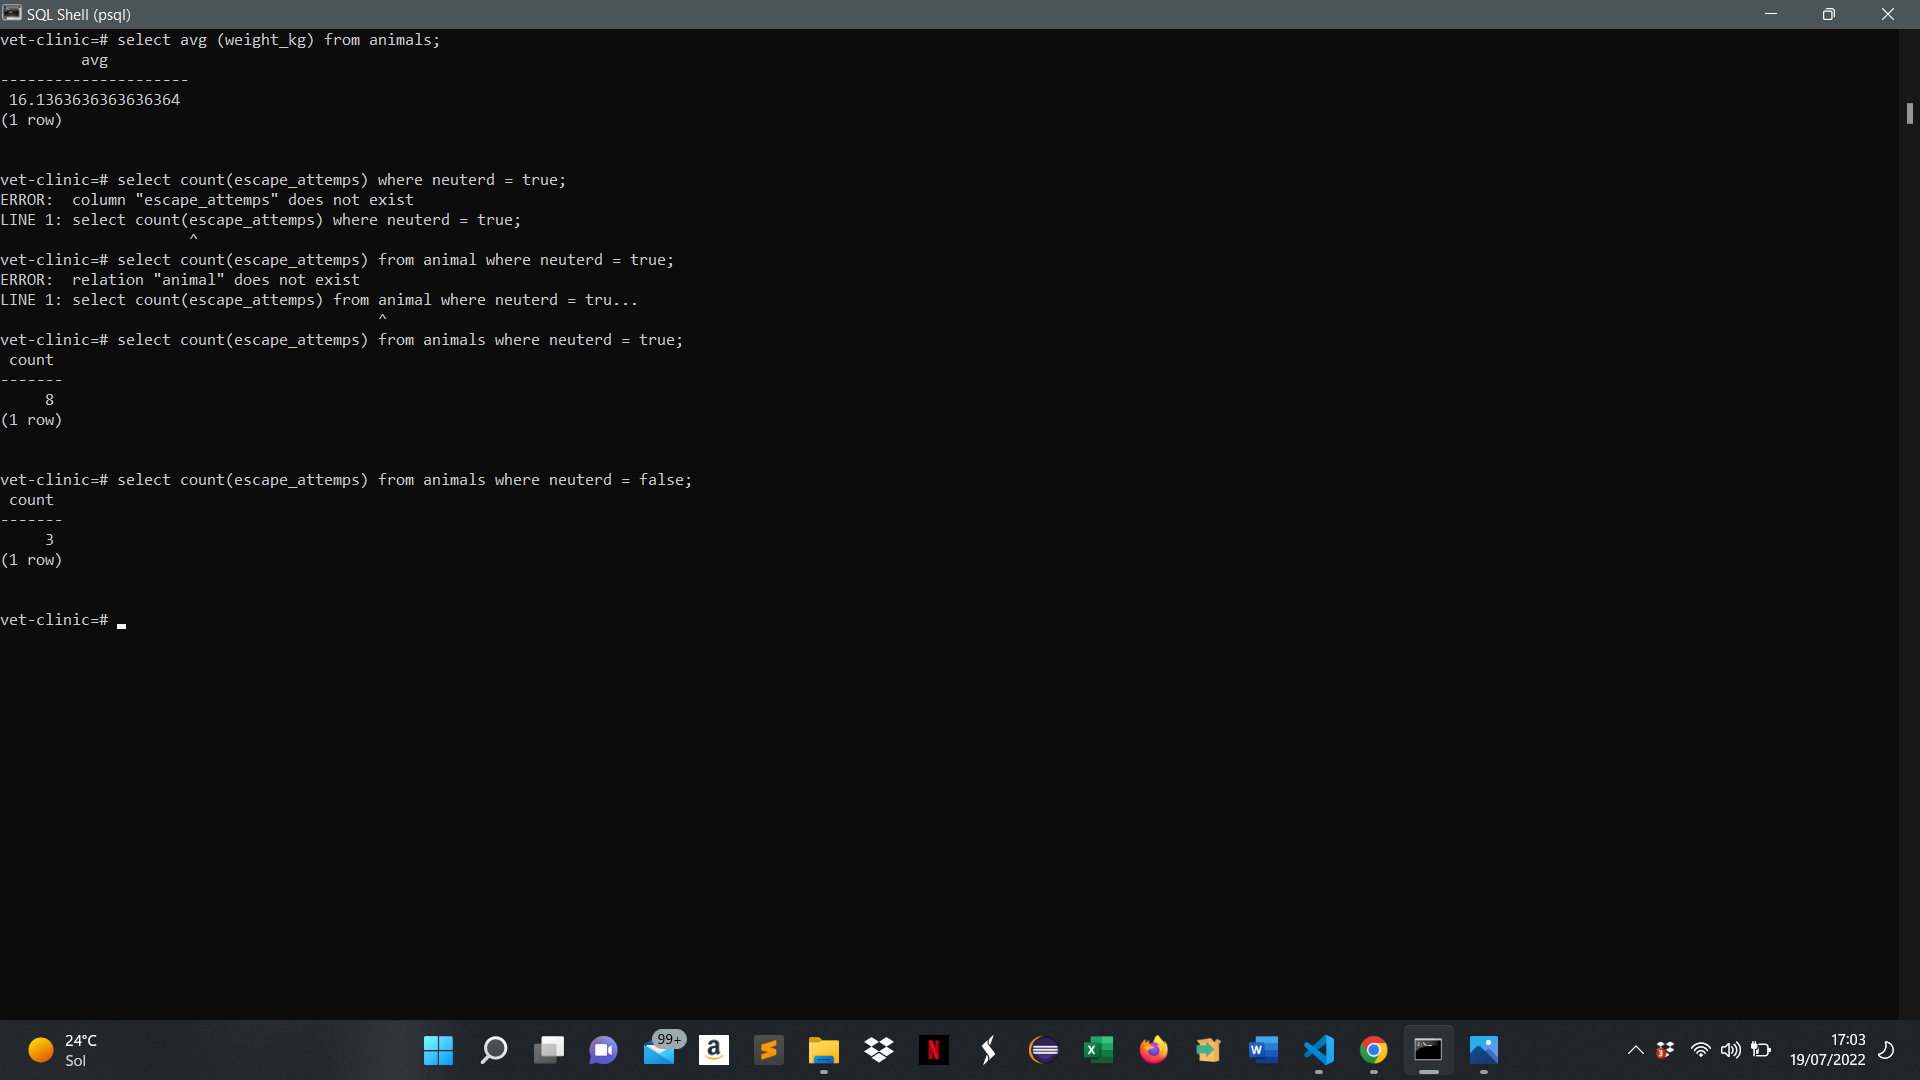 SQL Shell (psql)
vet-clinic=# select avg (weight_kg) from animals;
avg
---------------------
16.1363636363636364
(1 row)
vet-clinic=# select count(escape_attemps) where neuterd = true;
ERROR:  column "escape_attemps" does not exist
LINE 1: select count(escape_attemps) where neuterd = true;
^
vet-clinic=# select count(escape_attemps) from animal where neuterd = true;
ERROR:  relation "animal" does not exist
LINE 1: select count(escape_attemps) from animal where neuterd = tru...
^
vet-clinic=# select count(escape_attemps) from animals where neuterd = true;
count
-------
8
(1 row)
vet-clinic=# select count(escape_attemps) from animals where neuterd = false;
count
-------
3
(1 row)
vet-clinic=#
24°C
Sol
99+
a
N
W
3
17:03
19/07/2022